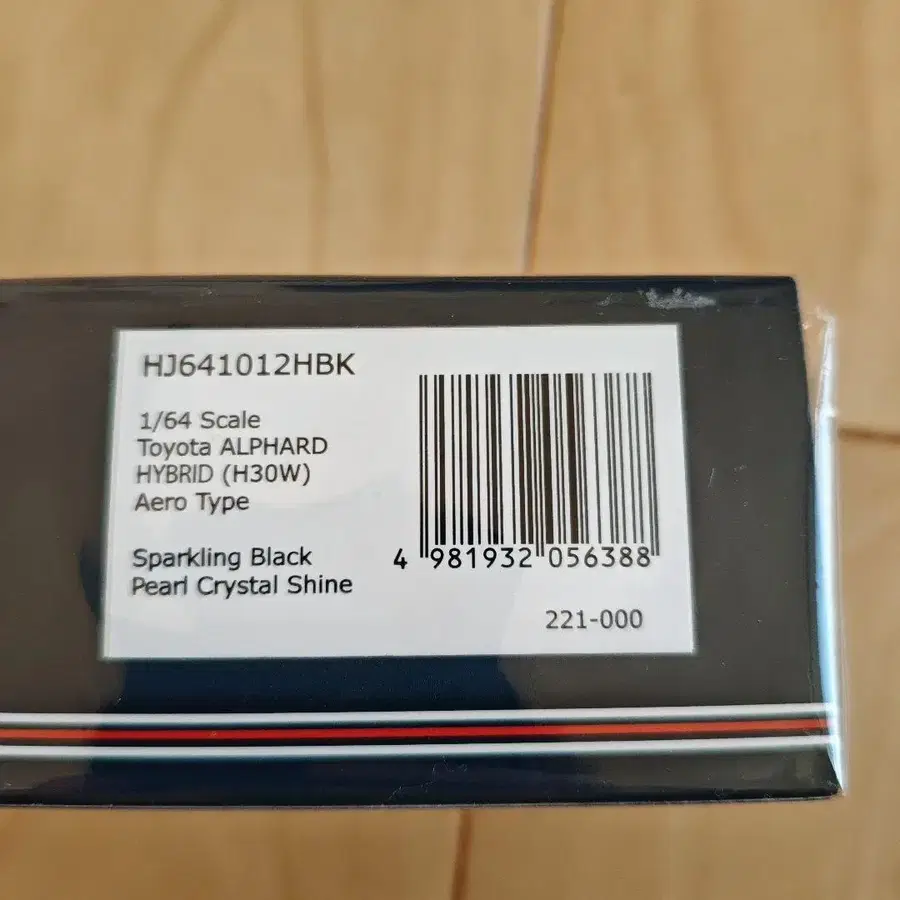 HJ641012HBK
1/64 Scale
Toyota ALPHARD
HYBRID (H30W)
Aero Type
Sparkling Black
Pearl Crystal Shine
4 981932 056388
221-000